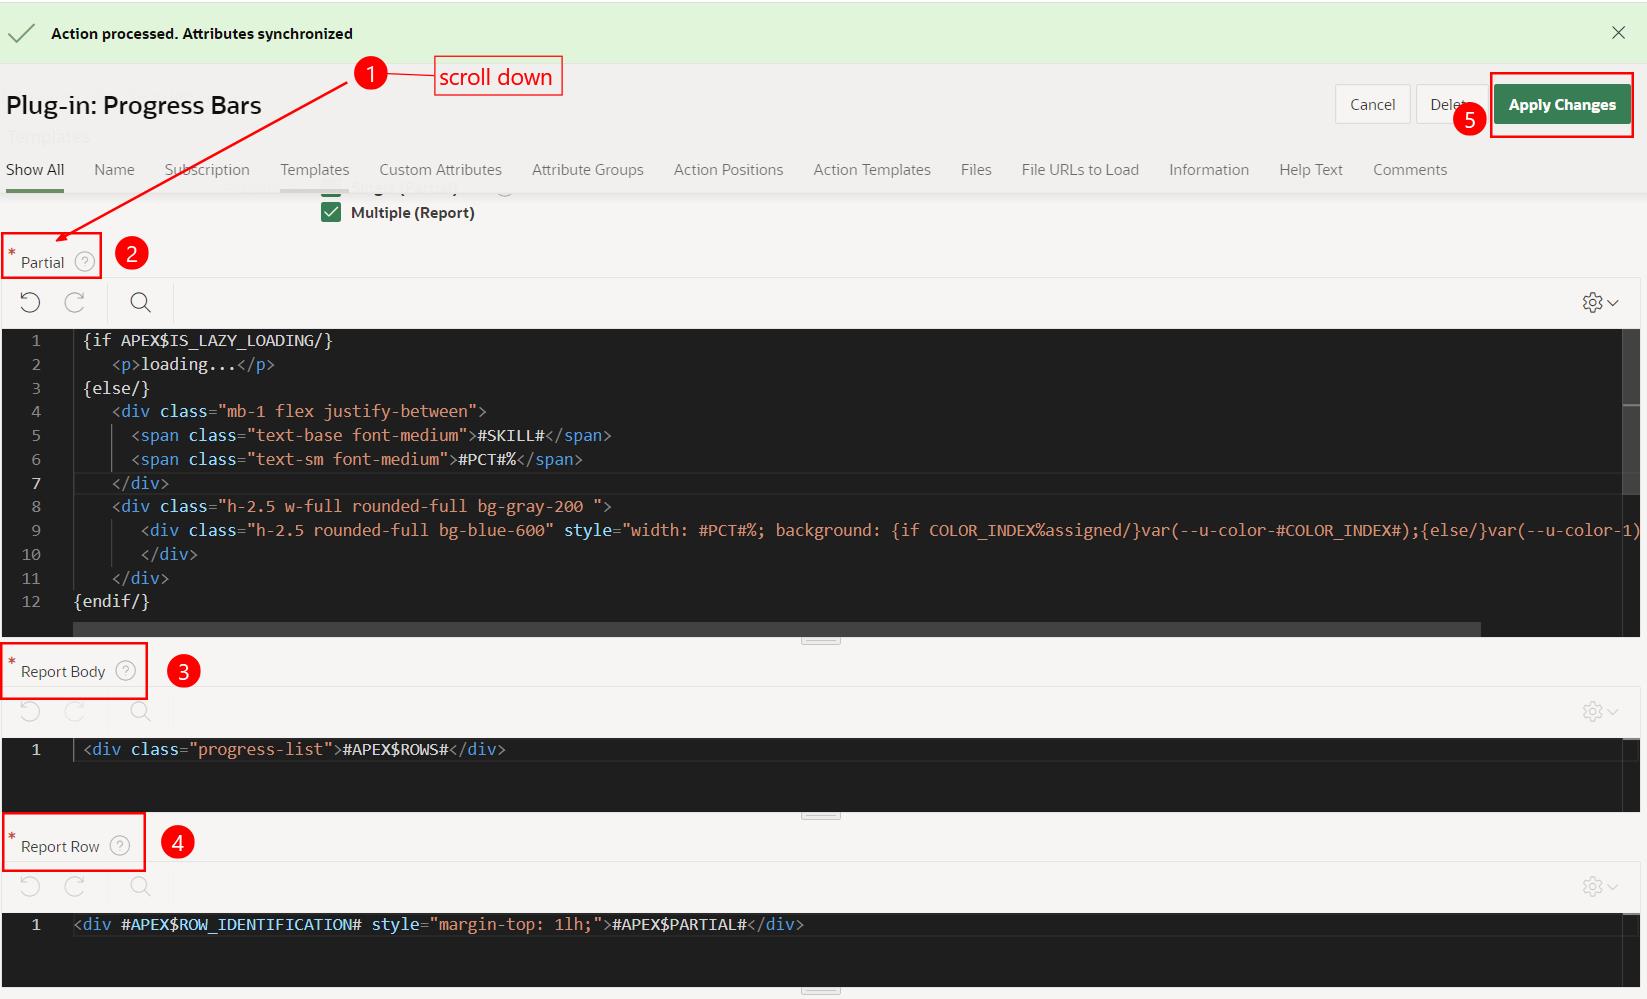 Action processed. Attributes synchronized
1
scroll down
Plug-in: Progress Bars
Cancel
Delete
Apply Changes
5
Templates
Show All
Name
Subscription
Templates
Custom Attributes
Attribute Groups
Action Positions
Action Templates
Files
File URLs to Load
Information
Help Text
Comments
Multiple (Report)
* Partial ?
2
1 {if APEX$IS_LAZY_LOADING/}
2 <p>loading...</p>
3 {else/}
4 <div class="mb-1 flex justify-between">
5 <span class="text-base font-medium">#SKILL#</span>
6 <span class="text-sm font-medium">#PCT#%</span>
7 </div>
8 <div class="h-2.5 w-full rounded-full bg-gray-200 ">
9 <div class="h-2.5 rounded-full bg-blue-600" style="width: #PCT#%; background: {if COLOR_INDEX%assigned/}var(--u-color-#COLOR_INDEX#);{else/}var(--u-color-1)
10 </div>
11 </div>
12 {endif/}
* Report Body ?
3
1 <div class="progress-list">#APEX$ROWS#</div>
* Report Row ?
4
1 <div #APEX$ROW_IDENTIFICATION# style="margin-top: 1lh;">#APEX$PARTIAL#</div>